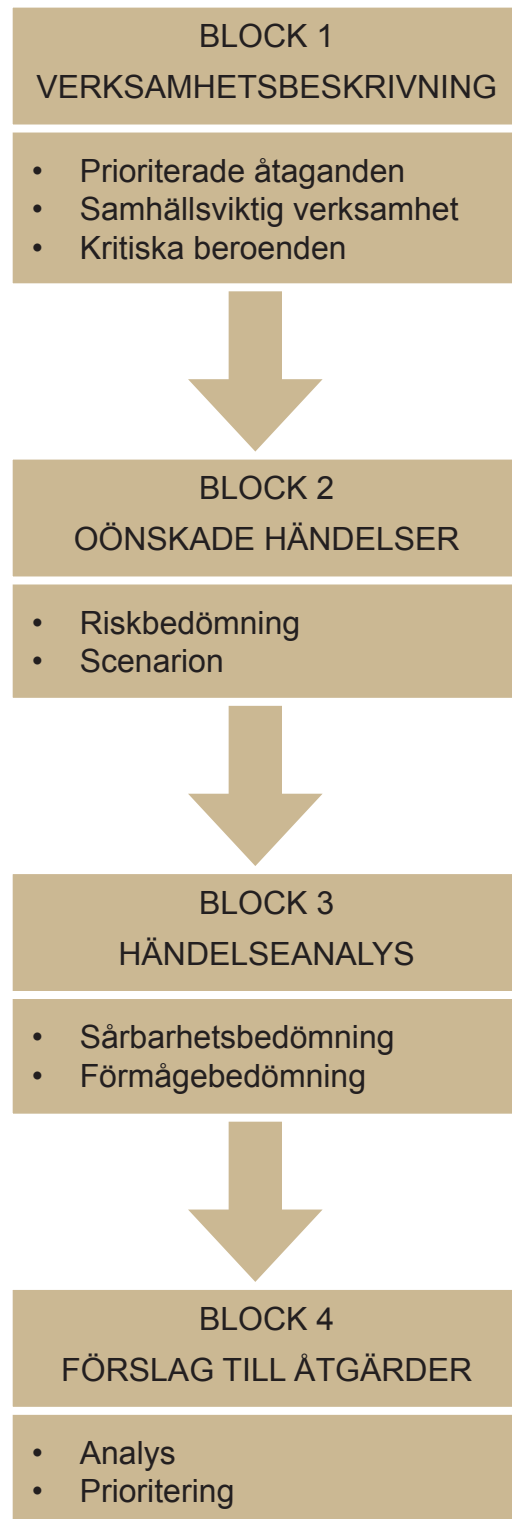 BLOCK 1
VERKSAMHETSBESKRIVNING
• Prioriterade åtaganden
• Samhällsviktig verksamhet
• Kritiska beroenden
BLOCK 2
OÖNSKADE HÄNDELSER
• Riskbedömning
• Scenarion
BLOCK 3
HÄNDELSEANALYS
• Sårbarhetsbedömning
• Förmågebedömning
BLOCK 4
FÖRSLAG TILL ÅTGÄRDER
• Analys
• Prioritering